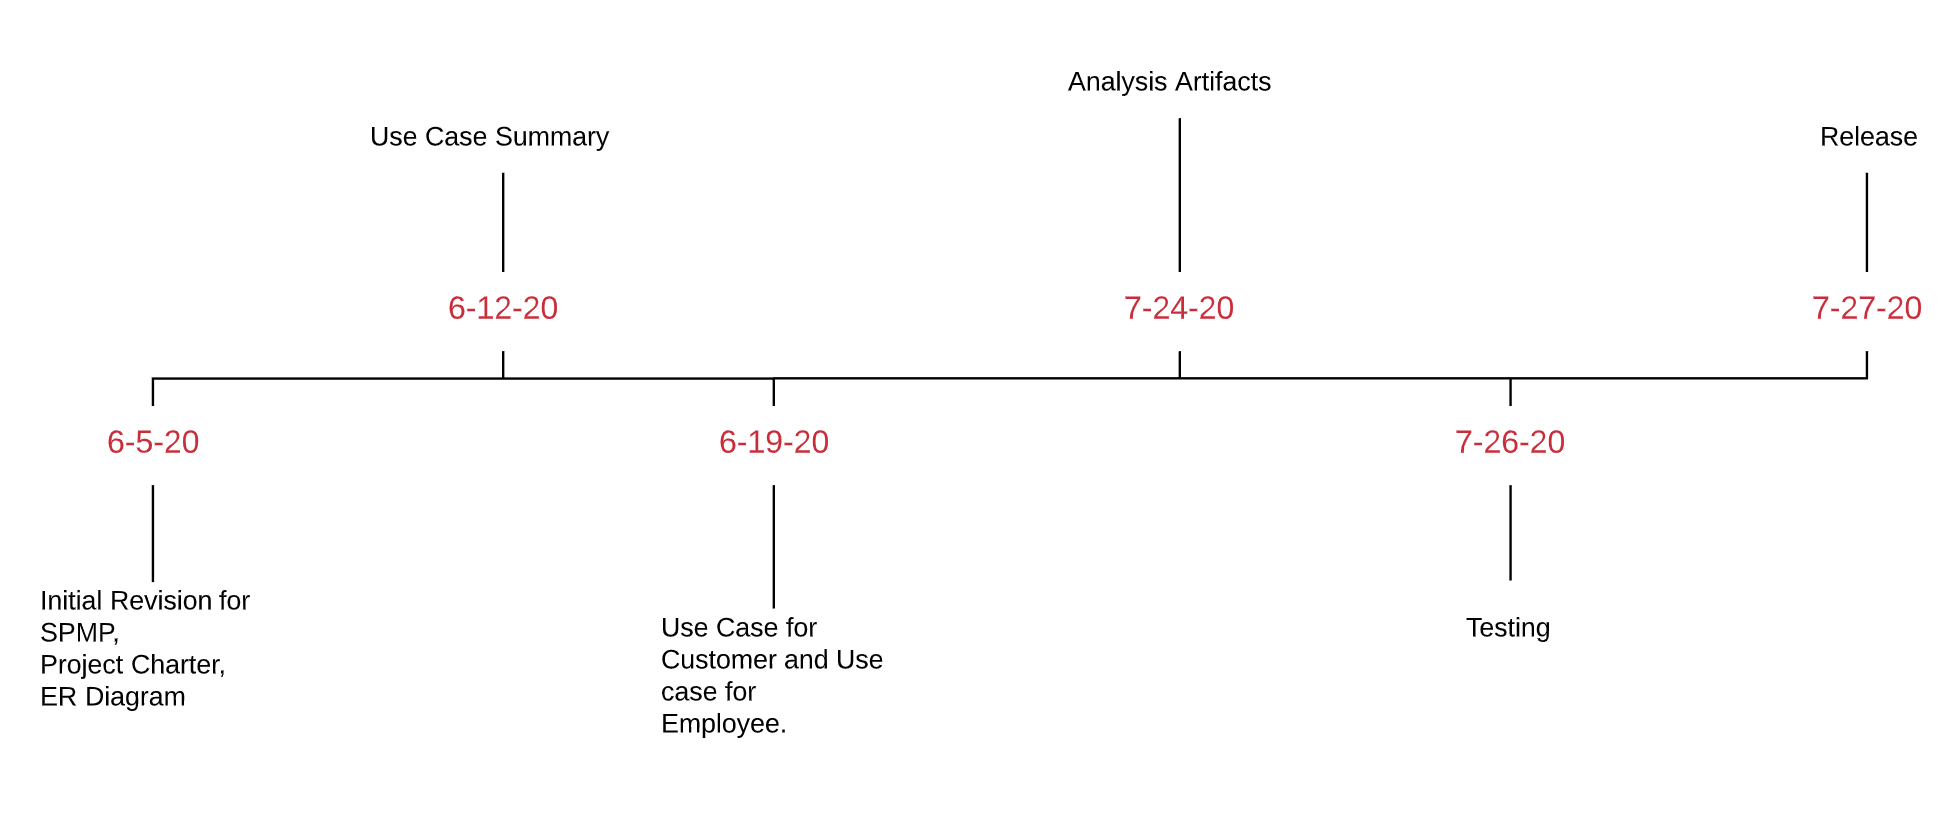 Analysis Artifacts
Use Case Summary
Release
6-12-20
7-24-20
7-27-20
6-5-20
6-19-20
7-26-20
Initial Revision for
SPMP,
Project Charter,
ER Diagram
Use Case for
Customer and Use
case for
Employee.
Testing